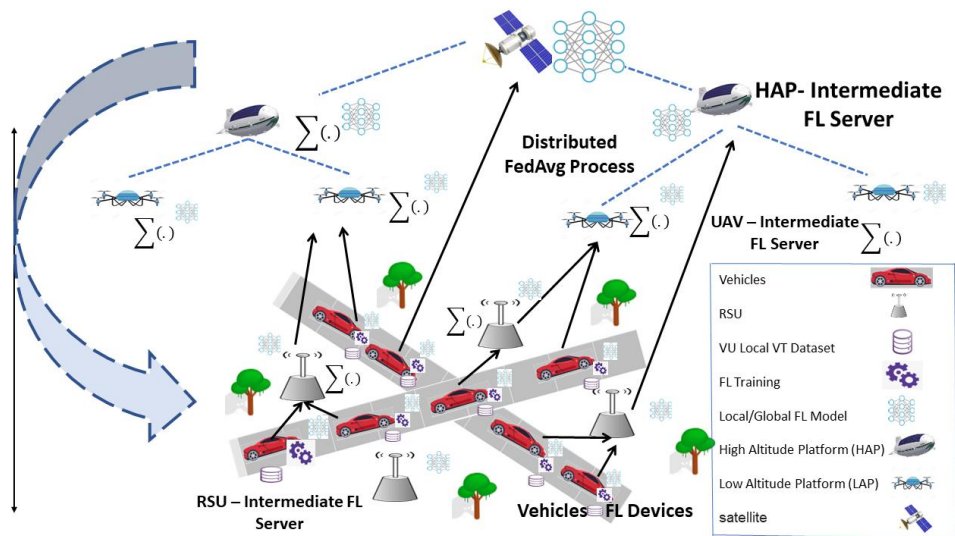 HAP- Intermediate
FL Server
∑(.)
Distributed
FedAvg Process
∑(.)
∑(.)
∑(.)
UAV – Intermediate
FL Server
∑(.)
∑(.)
∑(.)
RSU – Intermediate FL
Server
Vehicles FL Devices
Vehicles
RSU
VU Local VT Dataset
FL Training
Local/Global FL Model
High Altitude Platform (HAP)
Low Altitude Platform (LAP)
satellite